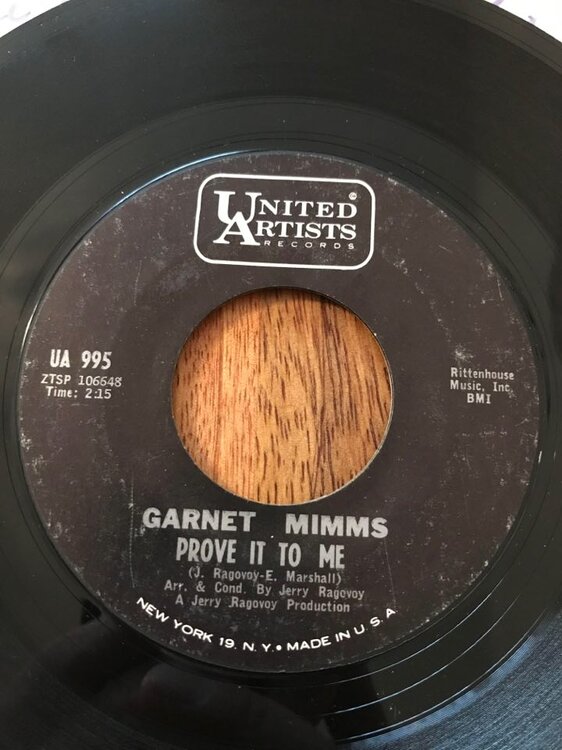 UNITED
ARTISTS
RECORDS
©
UA 995
ZTSP 106648
Time: 2:15
Rittenhouse
Music, Inc.
BMI
GARNET MIMMS
PROVE IT TO ME
(J. Ragovoy-E. Marshall)
Arr. & Cond. By Jerry Ragovoy
A Jerry Ragovoy Production
NEW YORK 19, N.Y. • MADE IN U.S.A